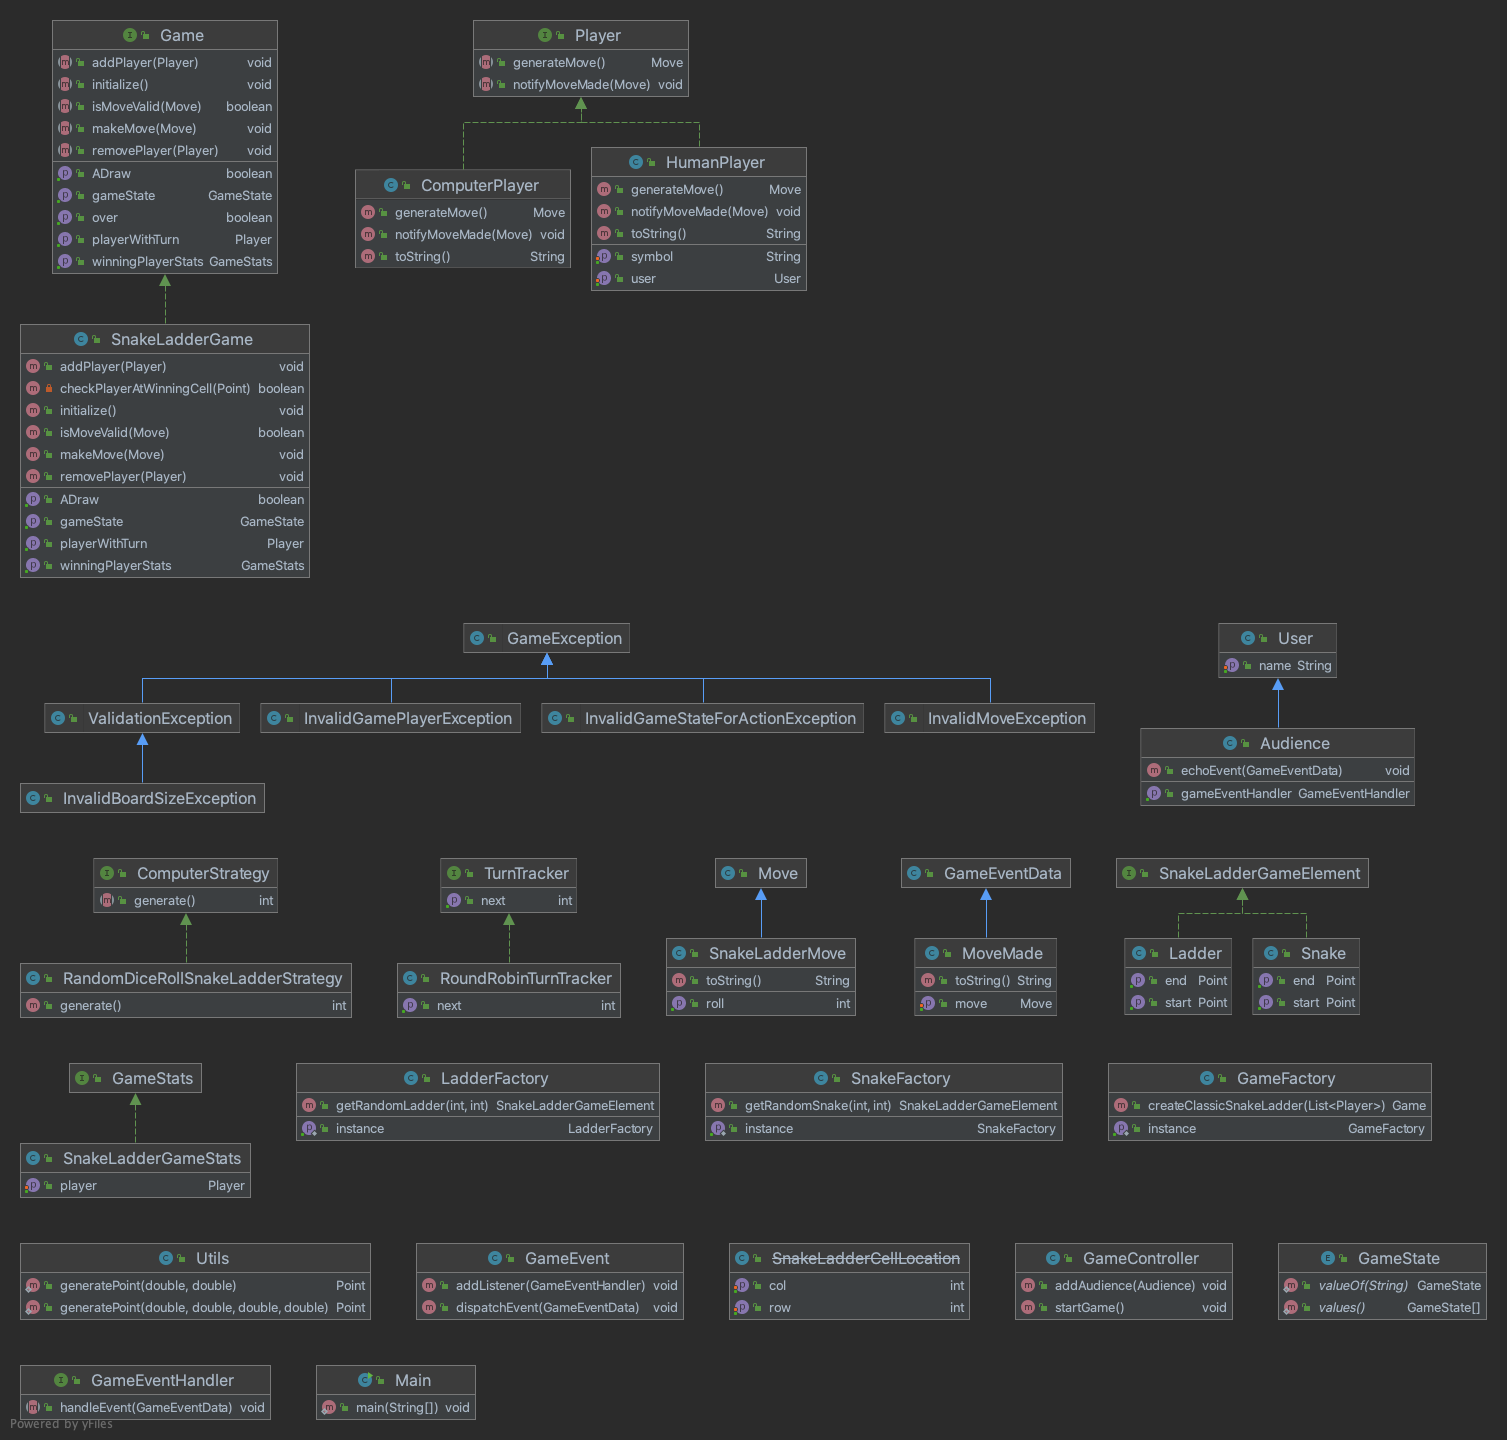 Game
addPlayer(Player) void
initialize() void
isMoveValid(Move) boolean
makeMove(Move) void
removePlayer(Player) void
ADraw boolean
gameState GameState
over boolean
playerWithTurn Player
winningPlayerStats GameStats
Player
generateMove() Move
notifyMoveMade(Move) void
ComputerPlayer
generateMove() Move
notifyMoveMade(Move) void
toString() String
HumanPlayer
generateMove() Move
notifyMoveMade(Move) void
toString() String
symbol String
user User
SnakeLadderGame
addPlayer(Player) void
checkPlayerAtWinningCell(Point) boolean
initialize() void
isMoveValid(Move) boolean
makeMove(Move) void
removePlayer(Player) void
ADraw boolean
gameState GameState
playerWithTurn Player
winningPlayerStats GameStats
GameException
ValidationException
InvalidGamePlayerException
InvalidGameStateForActionException
InvalidMoveException
InvalidBoardSizeException
User
name String
Audience
echoEvent(GameEventData) void
gameEventHandler GameEventHandler
ComputerStrategy
generate() int
RandomDiceRollSnakeLadderStrategy
generate() int
TurnTracker
next int
RoundRobinTurnTracker
next int
Move
SnakeLadderMove
toString() String
roll int
GameEventData
MoveMade
toString() String
move Move
SnakeLadderGameElement
Ladder
end Point
start Point
Snake
end Point
start Point
GameStats
SnakeLadderGameStats
player Player
LadderFactory
getRandomLadder(int, int) SnakeLadderGameElement
instance LadderFactory
SnakeFactory
getRandomSnake(int, int) SnakeLadderGameElement
instance SnakeFactory
GameFactory
createClassicSnakeLadder(List<Player>) Game
instance GameFactory
Utils
generatePoint(double, double) Point
generatePoint(double, double, double, double) Point
GameEvent
addListener(GameEventHandler) void
dispatchEvent(GameEventData) void
SnakeLadderCellLocation
col int
row int
GameController
addAudience(Audience) void
startGame() void
GameState
valueOf(String) GameState
values() GameState[]
GameEventHandler
handleEvent(GameEventData) void
Main
main(String[]) void
Powered by yFiles